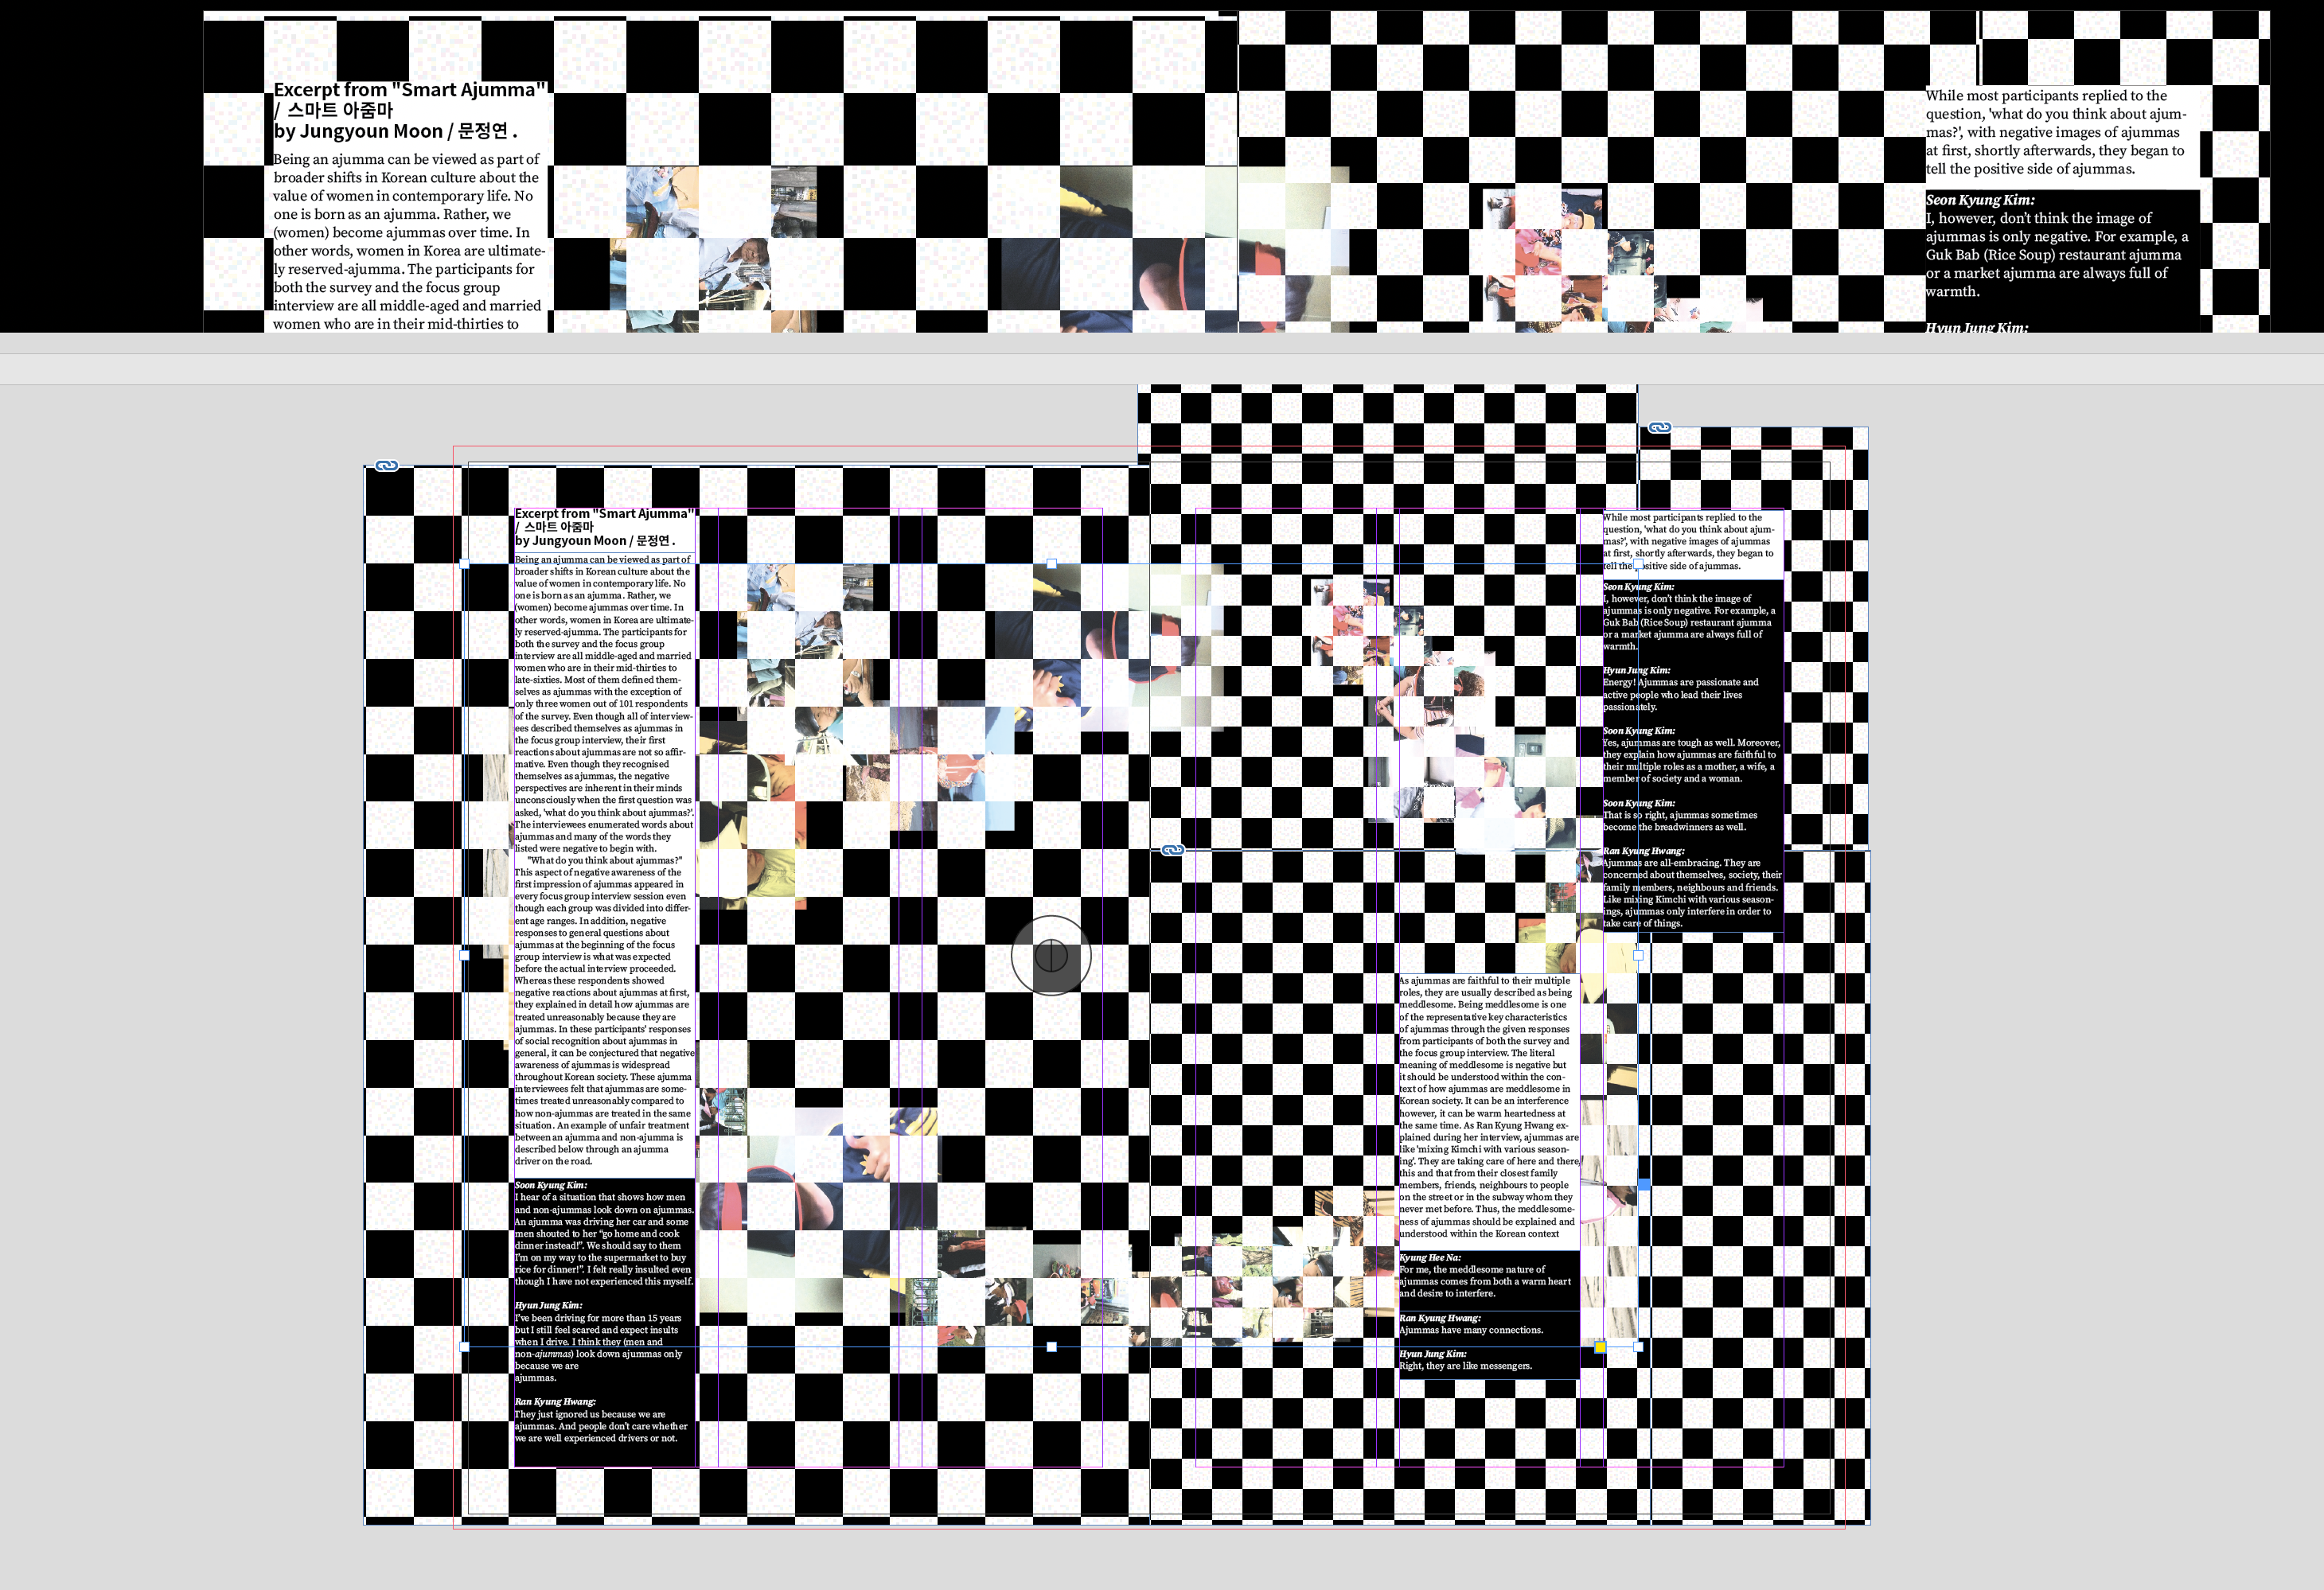 Excerpt from "Smart Ajumma"
/ 스마트 아줌마
by Jungyoun Moon / 문정연 .
Being an ajumma can be viewed as part of
broader shifts in Korean culture about the
value of women in contemporary life. No
one is born as an ajumma. Rather, we
(women) become ajummas over time. In
other words, women in Korea are ultimate-
ly reserved-ajumma. The participants for
both the survey and the focus group
interview are all middle-aged and married
women who are in their mid-thirties to
While most participants replied to the
question, 'what do you think about ajum-
mas?', with negative images of ajummas
at first, shortly afterwards, they began to
tell the positive side of ajummas.
Seon Kyung Kim:
I, however, don't think the image of
ajummas is only negative. For example, a
Guk Bab (Rice Soup) restaurant ajumma
or a market ajumma are always full of
warmth.
Hyun Jung Kim:
Excerpt from "Smart Ajumma"
/ 스마트 아줌마
by Jungyoun Moon / 문정연 .
Being an ajumma can be viewed as part of
broader shifts in Korean culture about the
value of women in contemporary life. No
one is born as an ajumma. Rather, we
(women) become ajummas over time. In
other words, women in Korea are ultimate-
ly reserved-ajumma. The participants for
both the survey and the focus group
interview are all middle-aged and married
women who are in their mid-thirties to
late-sixties. Most of them defined them-
selves as ajummas with the exception of
only three women out of 101 respondents
of the survey. Even though all of interview-
ees described themselves as ajummas in
the focus group interview, their first
reactions about ajummas are not so affir-
mative. Even though they recognised
themselves as ajummas, the negative
perspectives are inherent in their minds
unconsciously when the first question was
asked, 'what do you think about ajummas?'.
The interviewees enumerated words about
ajummas and many of the words they
listed were negative to begin with.
"What do you think about ajummas?"
This aspect of negative awareness of the
first impression of ajummas appeared in
every focus group interview session even
though each group was divided into differ-
ent age ranges. In addition, negative
responses to general questions about
ajummas at the beginning of the focus
group interview is what was expected
before the actual interview proceeded.
Whereas these respondents showed
negative reactions about ajummas at first,
they explained in detail how ajummas are
treated unreasonably because they are
ajummas. In these participants' responses
of social recognition about ajummas in
general, it can be conjectured that negative
awareness of ajummas is widespread
throughout Korean society. These ajumma
interviewees felt that ajummas are some-
times treated unreasonably compared to
how non-ajummas are treated in the same
situation. An example of unfair treatment
between an ajumma and non-ajumma is
described below through an ajumma
driver on the road.
Soon Kyung Kim:
I hear of a situation that shows how men
and non-ajummas look down on ajummas.
An ajumma was driving her car and some
men shouted to her "go home and cook
dinner instead!". We should say to them
I'm on my way to the supermarket to buy
rice for dinner!". I felt really insulted even
though I have not experienced this myself.
Hyun Jung Kim:
I've been driving for more than 15 years
but I still feel scared and expect insults
when I drive. I think they (men and
non-ajummas) look down ajummas only
because we are
ajummas.
Ran Kyung Hwang:
They just ignored us because we are
ajummas. And people don't care whether
we are well experienced drivers or not.
While most participants replied to the
question, 'what do you think about ajum-
mas?', with negative images of ajummas
at first, shortly afterwards, they began to
tell the positive side of ajummas.
Seon Kyung Kim:
I, however, don't think the image of
ajummas is only negative. For example, a
Guk Bab (Rice Soup) restaurant ajumma
or a market ajumma are always full of
warmth.
Hyun Jung Kim:
Energy! Ajummas are passionate and
active people who lead their lives
passionately.
Soon Kyung Kim:
Yes, ajummas are tough as well. Moreover,
they explain how ajummas are faithful to
their multiple roles as a mother, a wife, a
member of society and a woman.
Soon Kyung Kim:
That is so right, ajummas sometimes
become the breadwinners as well.
Ran Kyung Hwang:
Ajummas are all-embracing. They are
concerned about themselves, society, their
family members, neighbours and friends.
Like mixing Kimchi with various season-
ings, ajummas only interfere in order to
take care of things.
As ajummas are faithful to their multiple
roles, they are usually described as being
meddlesome. Being meddlesome is one
of the representative key characteristics
of ajummas through the given responses
from participants of both the survey and
the focus group interview. The literal
meaning of meddlesome is negative but
it should be understood within the con-
text of how ajummas are meddlesome in
Korean society. It can be an interference
however, it can be warm heartedness at
the same time. As Ran Kyung Hwang ex-
plained during her interview, ajummas are
like 'mixing Kimchi with various season-
ing'. They are taking care of here and there,
this and that from their closest family
members, friends, neighbours to people
on the street or in the subway whom they
never met before. Thus, the meddlesome-
ness of ajummas should be explained and
understood within the Korean context
Kyung Hee Na:
For me, the meddlesome nature of
ajummas comes from both a warm heart
and desire to interfere.
Ran Kyung Hwang:
Ajummas have many connections.
Hyun Jung Kim:
Right, they are like messengers.